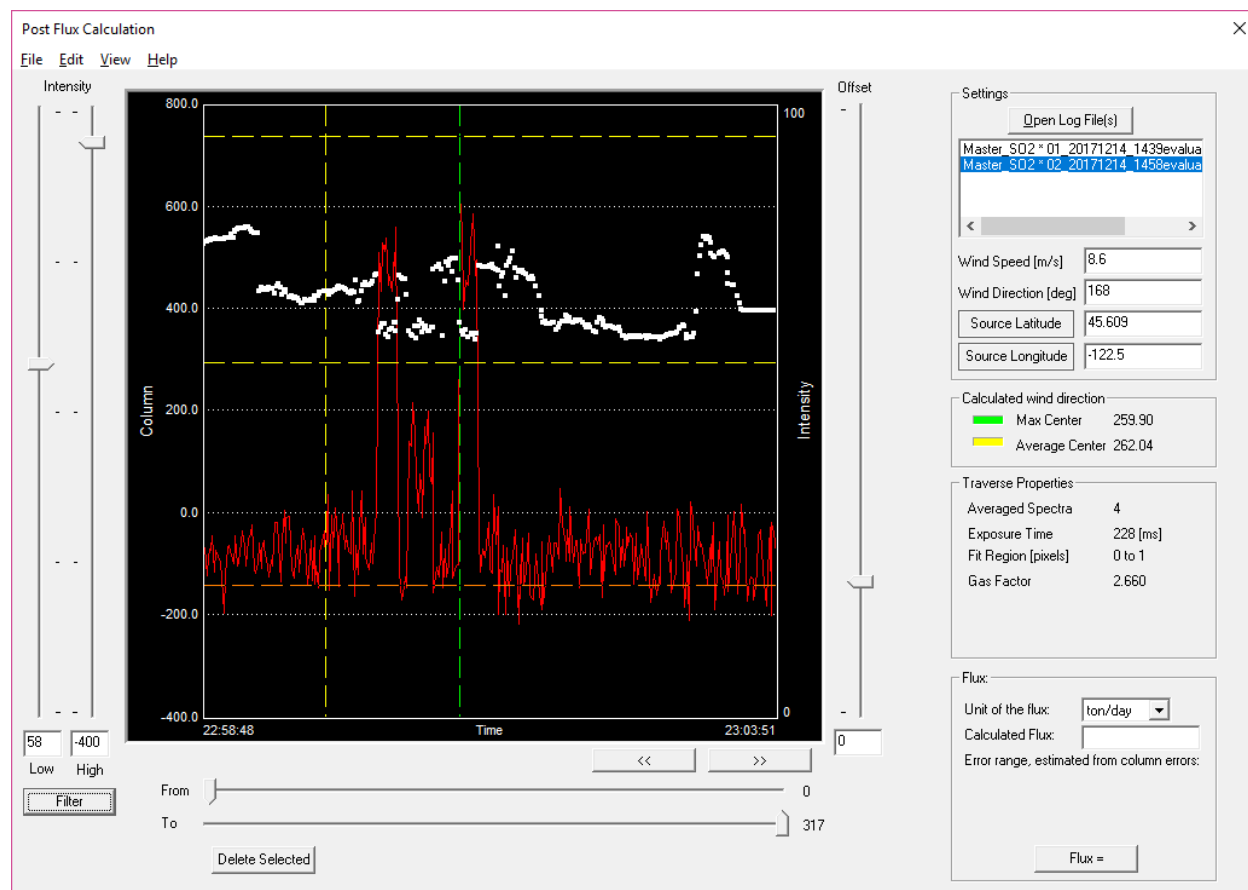 Post Flux Calculation
File Edit View Help
Intensity
Offset
800.0
600.0
400.0
200.0
0.0
-200.0
-400.0
Column
100
0
Intensity
22:58:48
Time
23:03:51
58
-400
0
Low High
Filter
<< >>
From
0
To
317
Delete Selected
Settings
Open Log File(s)
Master_SO2 * 01_20171214_1439evalua
Master_SO2 * 02_20171214_1458evalua
Wind Speed [m/s] 8.6
Wind Direction [deg] 168
Source Latitude 45.609
Source Longitude -122.5
Calculated wind direction
Max Center 259.90
Average Center 262.04
Traverse Properties
Averaged Spectra 4
Exposure Time 228 [ms]
Fit Region [pixels] 0 to 1
Gas Factor 2.660
Flux:
Unit of the flux: ton/day
Calculated Flux:
Error range, estimated from column errors:
Flux =